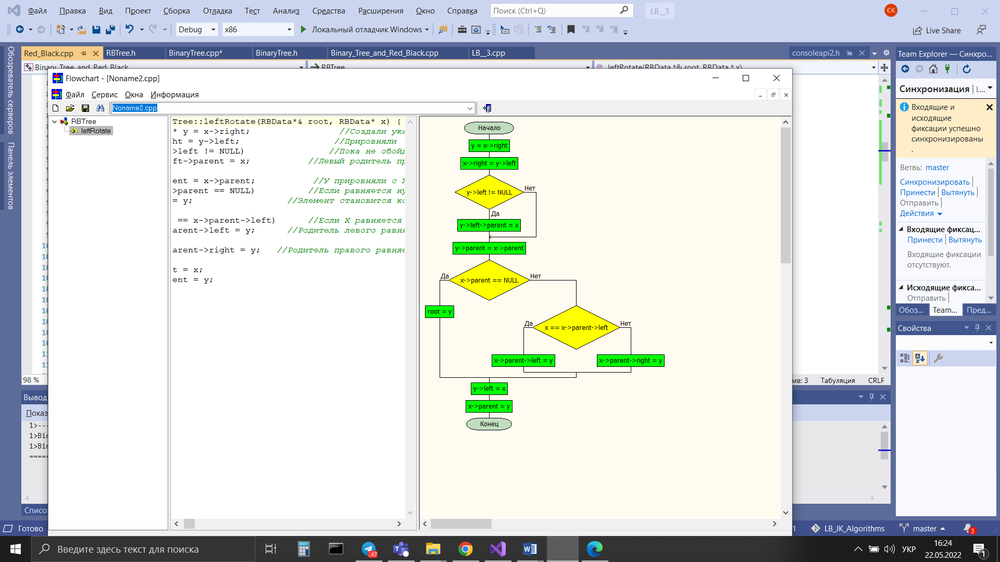 Файл Правка Вид Проект Сборка Отладка Тест Анализ Средства Расширения Окно Справка Поиск (Ctrl+Q) LB__3 ЄК
Debug x86 Локальный отладчик Windows Live Share
Обозреватель серверов
Панель элементов
Red_Black.cpp RBTree.h BinaryTree.cpp* BinaryTree.h Binary_Tree_and_Red_Black.cpp LB__3.cpp consoleapi2.h
Binary_Tree_and_Red_Black RBTree leftRotate(RBData *& root, RBData * x)
Flowchart - [Noname2.cpp]
Файл Сервис Окна Информация
Noname2.cpp
RBTree
leftRotate
Tree::leftRotate(RBData*& root, RBData* x) {
* y = x->right; //Создали ука
ht = y->left; //Прировняли
>left != NULL) //Пока не обойд
ft->parent = x; //Левый родитель пр
ent = x->parent; //У прировняли с Х
>parent == NULL) //Если равняется ну
= y; //Элемент становится ко
== x->parent->left) //Если Х равняется
arent->left = y; //Родитель левого равня
arent->right = y; //Родитель правого равняе
t = x;
ent = y;
Начало
y = x->right
x->right = y->left
y->left != NULL
Нет
Да
y->left->parent = x
y->parent = x->parent
Да
x->parent == NULL
Нет
root = y
Да
x == x->parent->left
Нет
x->parent->left = y
x->parent->right = y
y->left = x
x->parent = y
Конец
98 %
мв: 3 Табуляция CRLF
Вывод
Показ
1>--
1>Bin
1>Bin
=====
Списо
Team Explorer — Синхро...
Синхронизация | L...
Входящие и
исходящие
фиксации успешно
синхронизированы
.
Ветвь: master
Синхронизировать
Принести Вытянуть
Отправить
Действия
Входящие фиксац...
Принести Вытянуть
Входящие фиксации
отсутствуют.
Исходящие фикса...
Отправить
Обоз... Team... Пред...
Свойства
Готово 1 LB_JK_Algorithms master 3
Введите здесь текст для поиска 47 УКР 16:24 1
22.05.2022